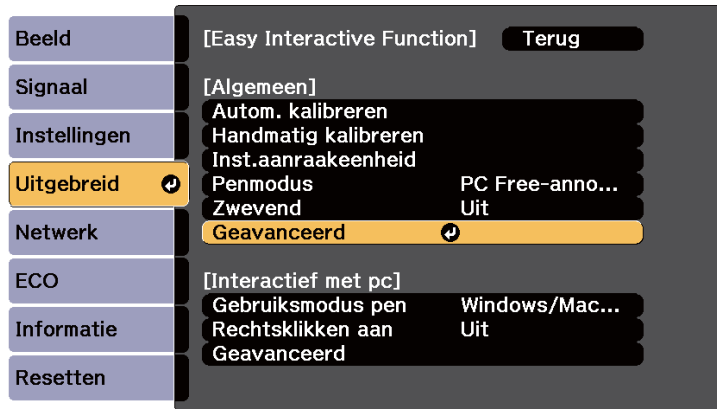 Beeld
Signaal
Instellingen
Uitgebreid
Netwerk
ECO
Informatie
Resetten
[Easy Interactive Function] Terug
[Algemeen]
Autom. kalibreren
Handmatig kalibreren
Inst.aanraakeenheid
Penmodus PC Free-anno...
Zwevend Uit
Geavanceerd
[Interactief met pc]
Gebruiksmodus pen Windows/Mac...
Rechtsklikken aan Uit
Geavanceerd